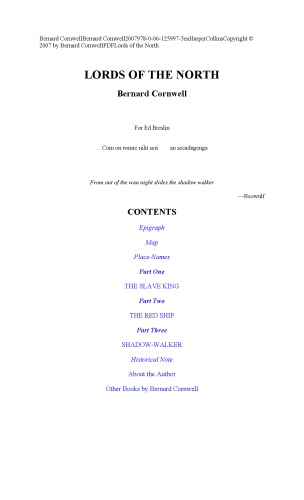 Bernard CornwellBernard Cornwell2007978-0-06-125997-5enHarperCollinsCopyright ©
2007 by Bernard CornwellPDFLords of the North
LORDS OF THE NORTH
Bernard Cornwell
For Ed Breslin
...Com on wanre niht scri an sceadugenga
From out of the wan night slides the shadow walker
—Beowulf
CONTENTS
Epigraph
Map
Place-Names
Part One
THE SLAVE KING
Part Two
THE RED SHIP
Part Three
SHADOW-WALKER
Historical Note
About the Author
Other Books by Bernard Cornwell